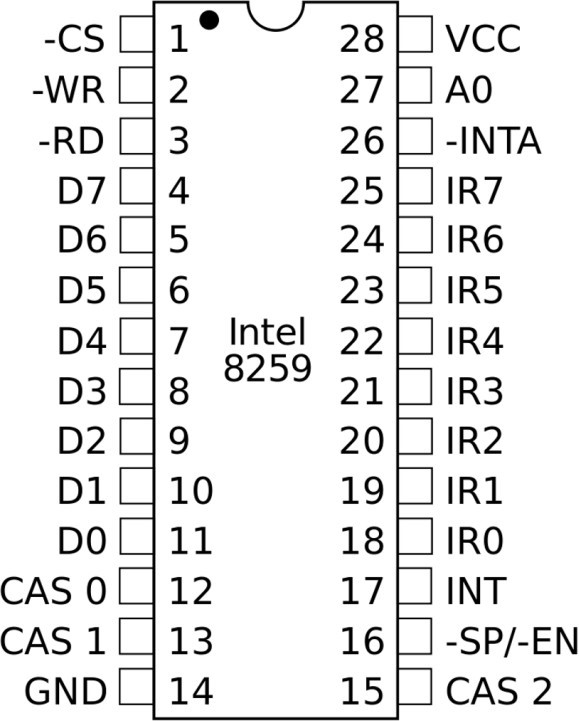 -CS 1 28 VCC
-WR 2 27 A0
-RD 3 26 -INTA
D7 4 25 IR7
D6 5 24 IR6
D5 6 23 IR5
Intel
D4 7 22 IR4
8259
D3 8 21 IR3
D2 9 20 IR2
D1 10 19 IR1
D0 11 18 IR0
CAS 0 12 17 INT
CAS 1 13 16 -SP/-EN
GND 14 15 CAS 2